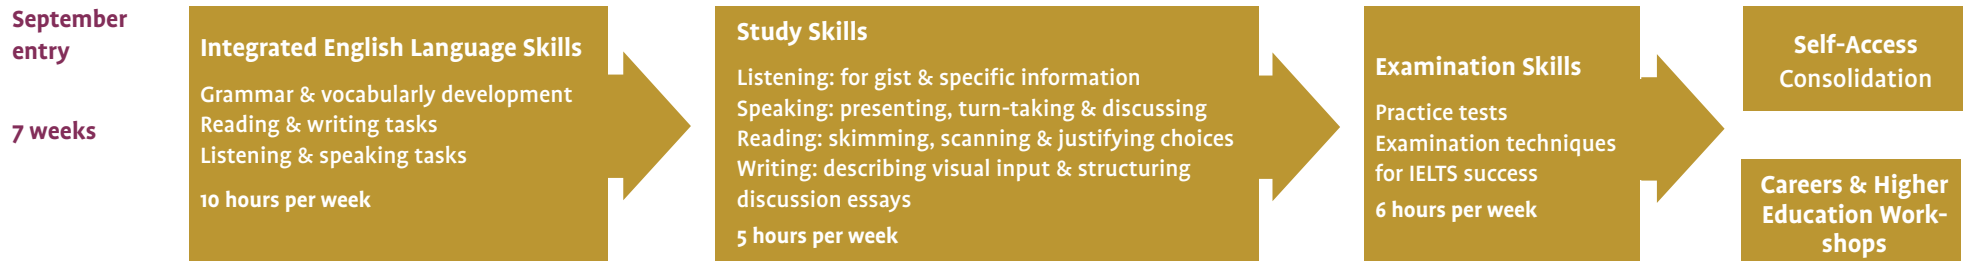 September
entry
7 weeks
Integrated English Language Skills
Grammar & vocabularly development
Reading & writing tasks
Listening & speaking tasks
10 hours per week
Study Skills
Listening: for gist & specific information
Speaking: presenting, turn-taking & discussing
Reading: skimming, scanning & justifying choices
Writing: describing visual input & structuring
discussion essays
5 hours per week
Examination Skills
Practice tests
Examination techniques
for IELTS success
6 hours per week
Self-Access
Consolidation
Careers & Higher
Education Work-
shops